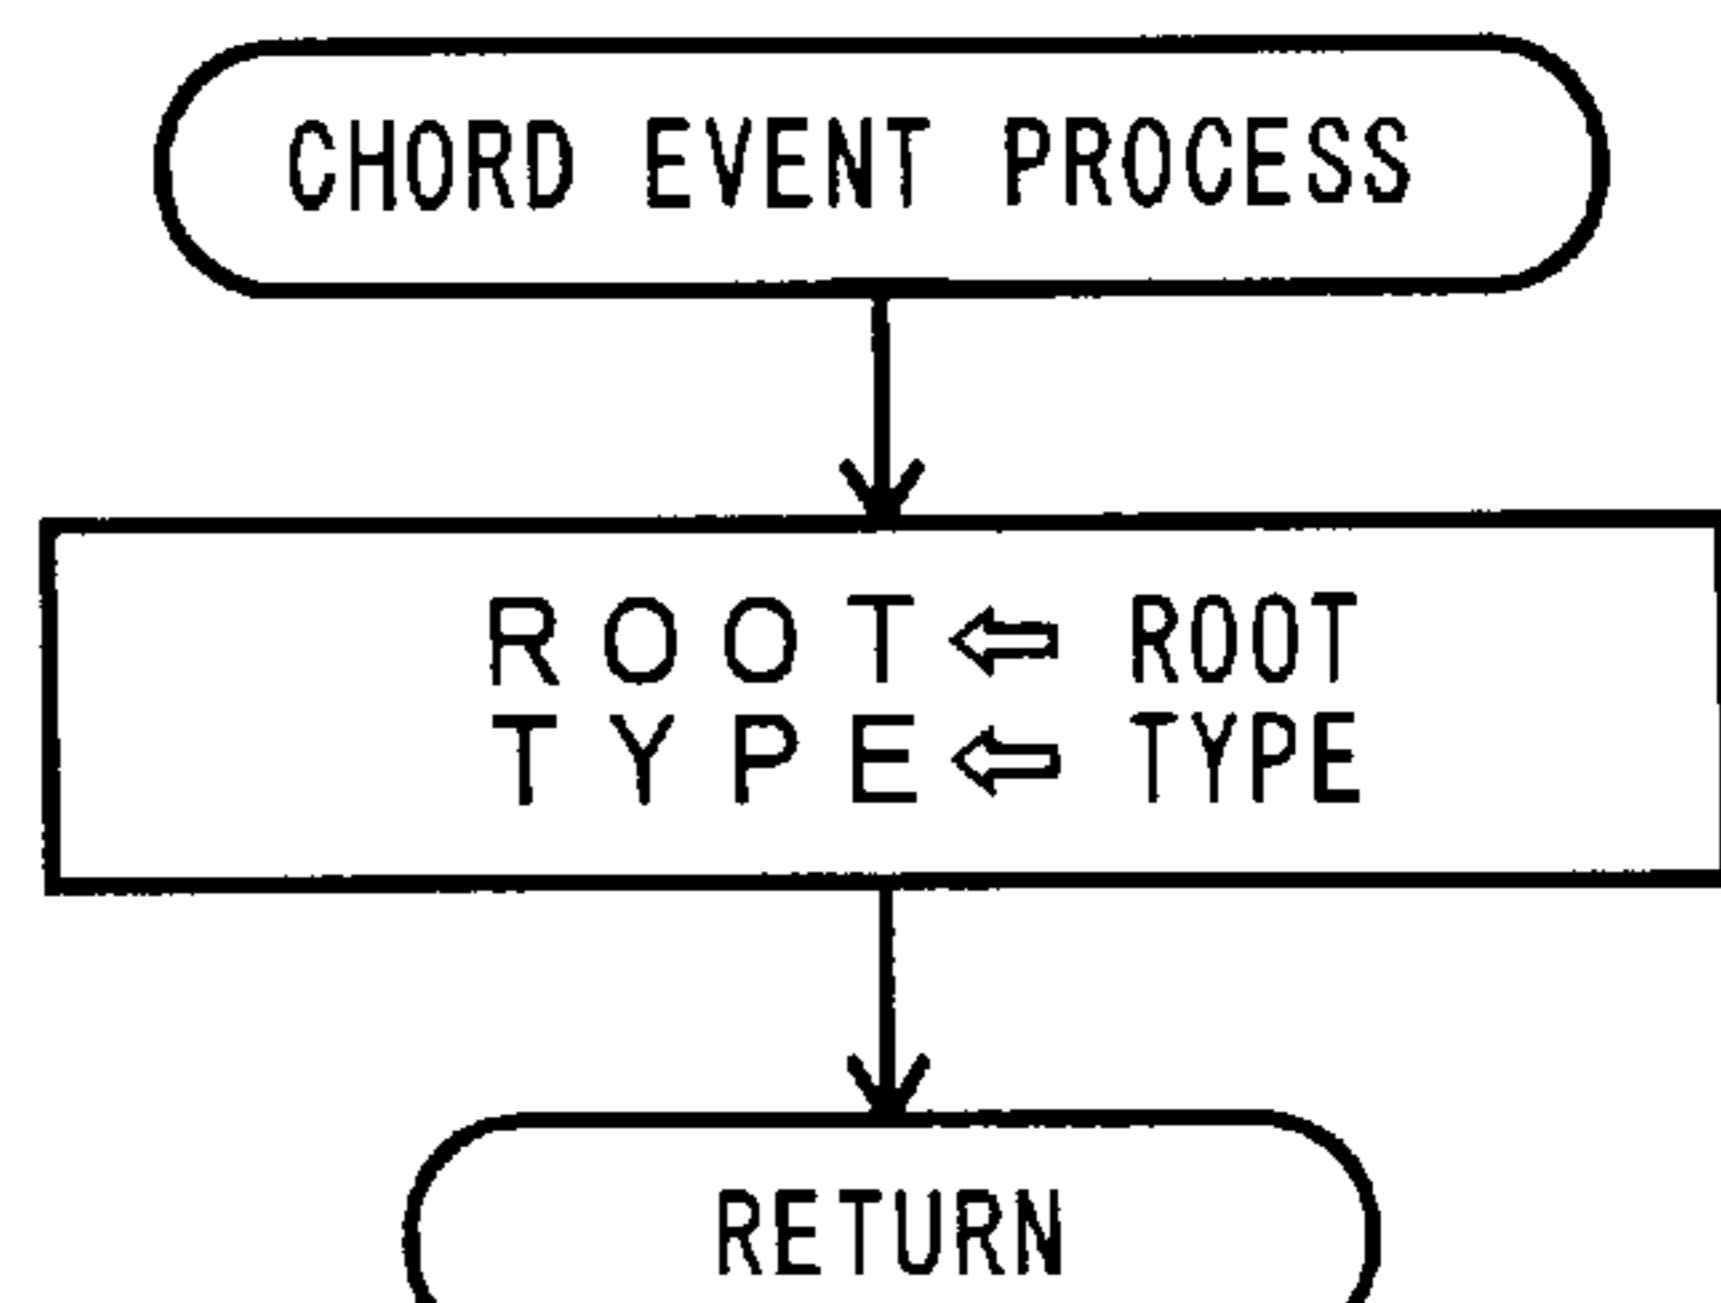 CHORD EVENT PROCESS
ROOT⇦ ROOT
TYPE⇦ TYPE
RETURN